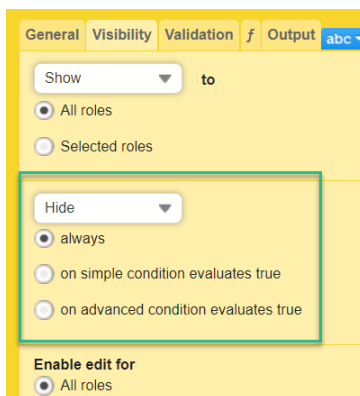 General Visibility Validation f Output abc
Show to
All roles
Selected roles
Hide
always
on simple condition evaluates true
on advanced condition evaluates true
Enable edit for
All roles